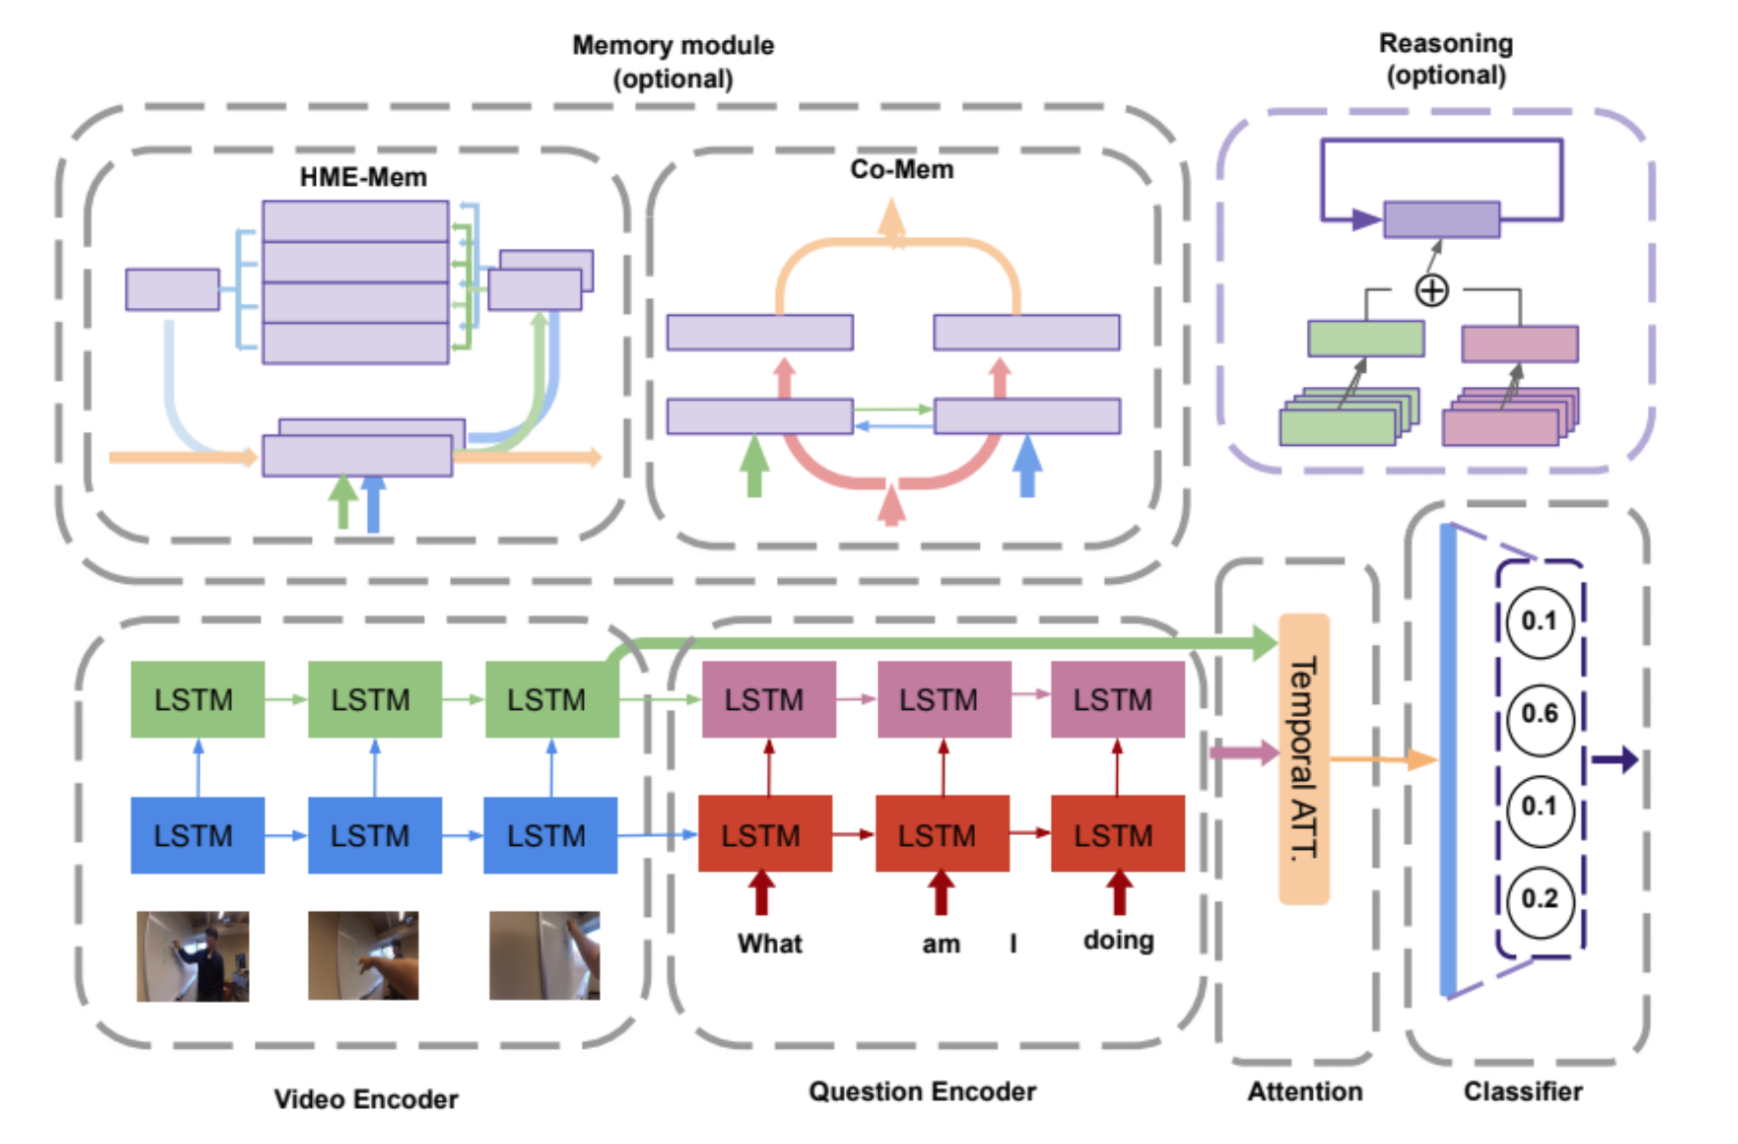 Memory module
(optional)
Reasoning
(optional)
HME-Mem
Co-Mem
LSTM LSTM LSTM LSTM LSTM LSTM
LSTM LSTM LSTM LSTM LSTM LSTM
What am I doing
Temporal ATT.
0.1
0.6
0.1
0.2
Video Encoder
Question Encoder
Attention
Classifier